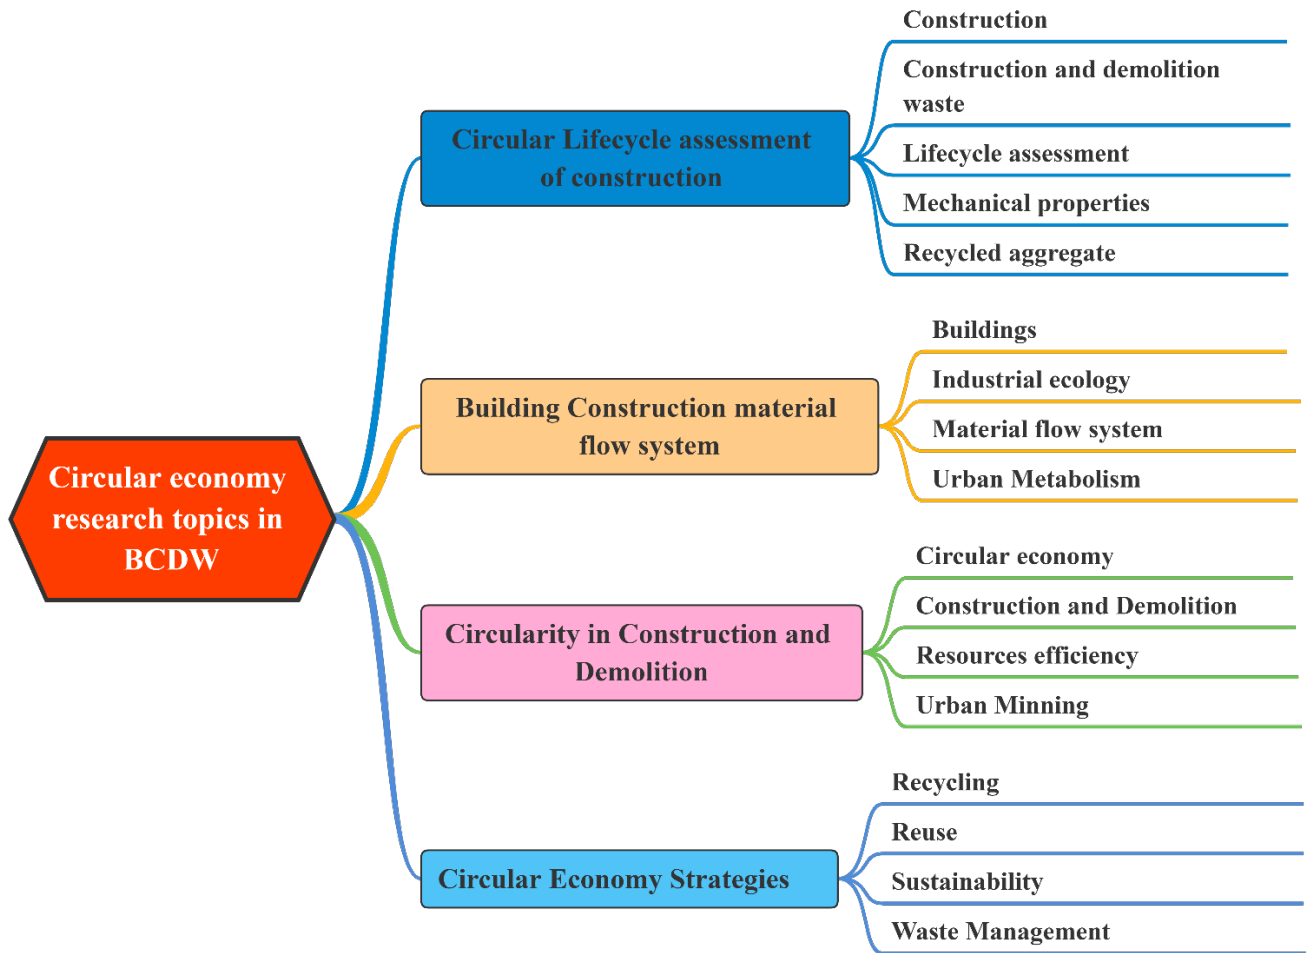 Circular economy
research topics in
BCDW
Circular Lifecycle assessment
of construction
Construction
Construction and demolition
waste
Lifecycle assessment
Mechanical properties
Recycled aggregate
Building Construction material
flow system
Buildings
Industrial ecology
Material flow system
Urban Metabolism
Circularity in Construction and
Demolition
Circular economy
Construction and Demolition
Resources efficiency
Urban Minning
Circular Economy Strategies
Recycling
Reuse
Sustainability
Waste Management